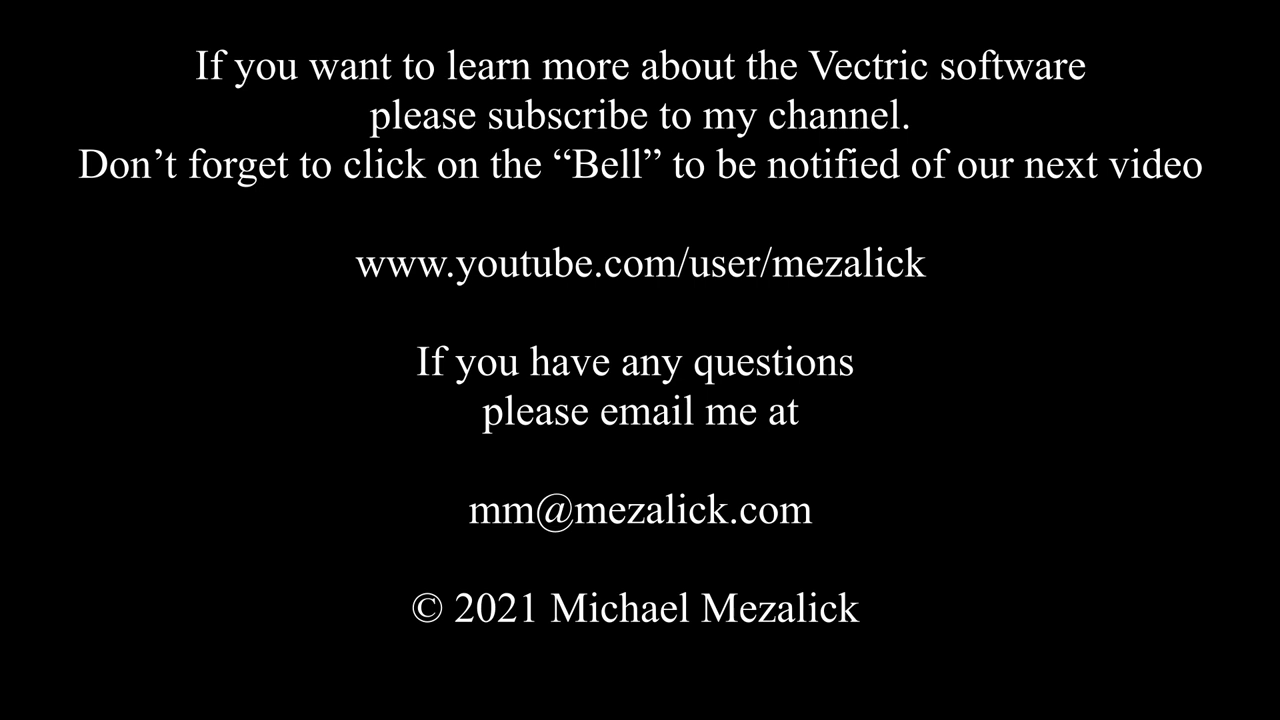 If you want to learn more about the Vectric software
please subscribe to my channel.
Don’t forget to click on the “Bell” to be notified of our next video
www.youtube.com/user/mezalick
If you have any questions
please email me at
mm@mezalick.com
© 2021 Michael Mezalick